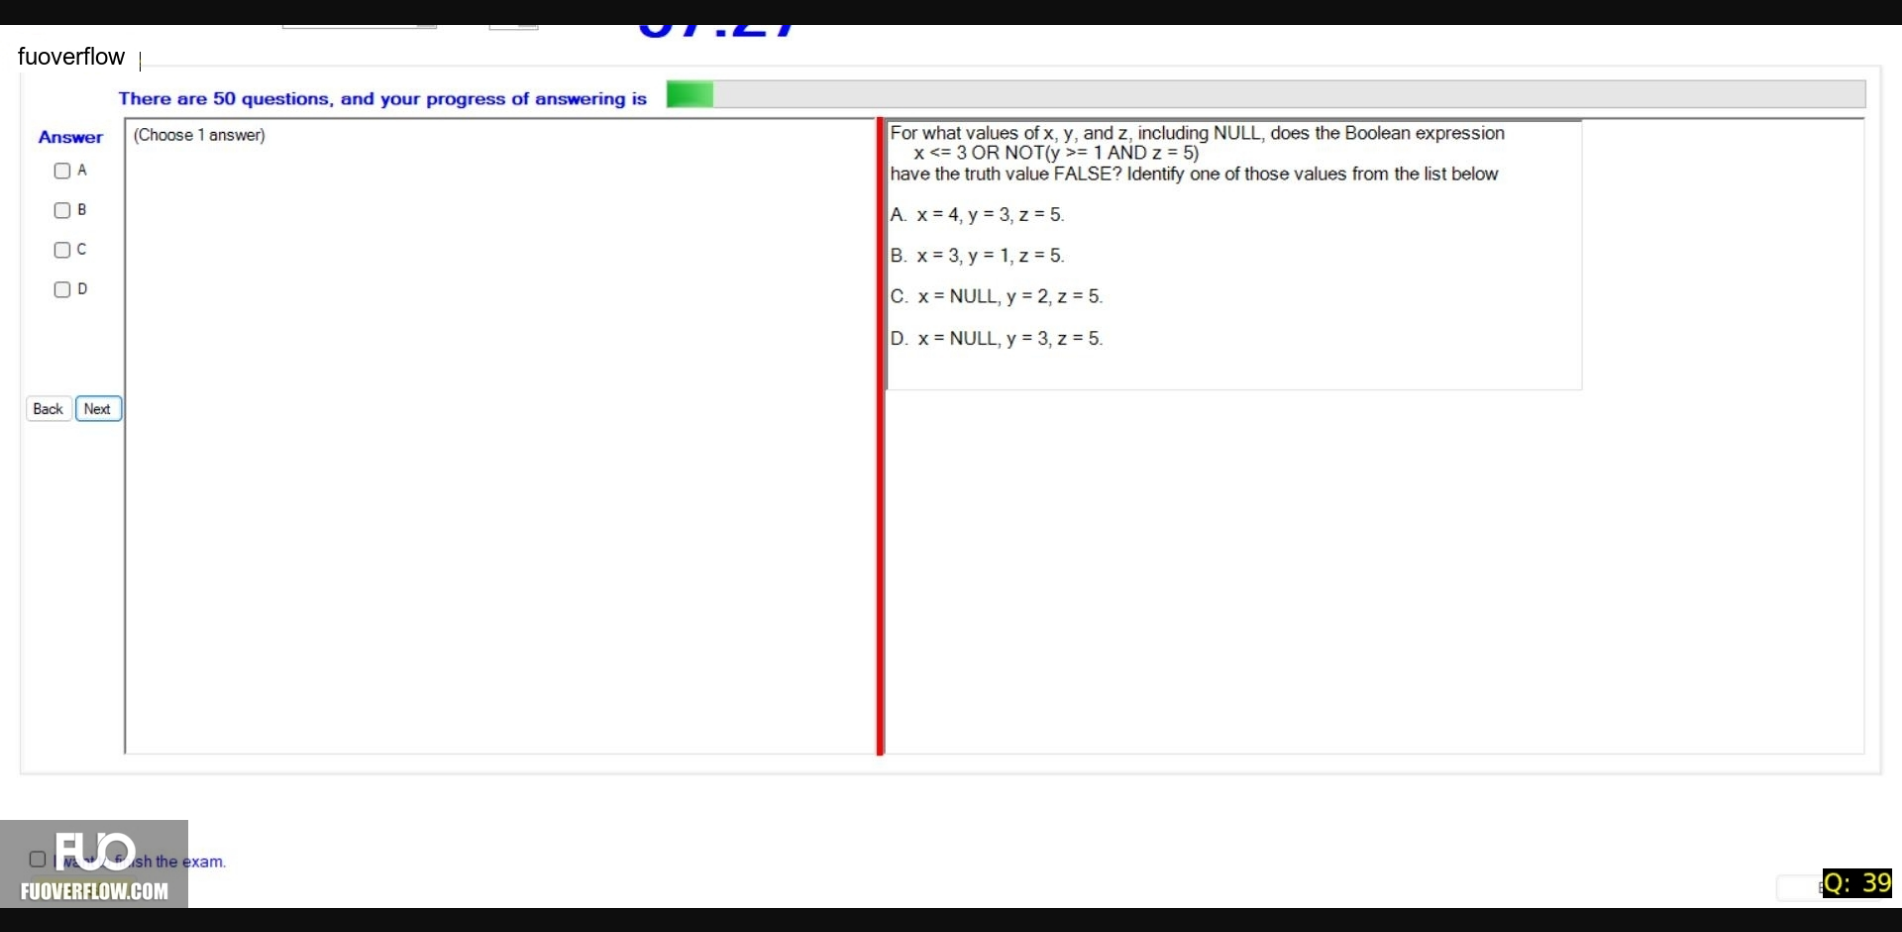 fuoverflow
There are 50 questions, and your progress of answering is
Answer
(Choose 1 answer)
A
B
C
D
Back Next
For what values of x, y, and z, including NULL, does the Boolean expression
x <= 3 OR NOT(y >= 1 AND z = 5)
have the truth value FALSE? Identify one of those values from the list below
A. x = 4, y = 3, z = 5.
B. x = 3, y = 1, z = 5.
C. x = NULL, y = 2, z = 5.
D. x = NULL, y = 3, z = 5.
the exam.
FUO
FUOVERFLOW.COM
Q: 39